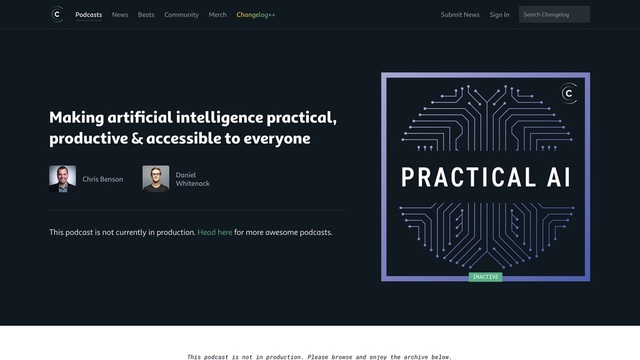 Podcasts News Beats Community Merch Changelog++ Submit News Sign In Search Changelog
Making artificial intelligence practical,
productive & accessible to everyone
Chris Benson
Daniel
Whitenack
This podcast is not currently in production. Head here for more awesome podcasts.
PRACTICAL AI
INACTIVE
This podcast is not in production. Please browse and enjoy the archive below.